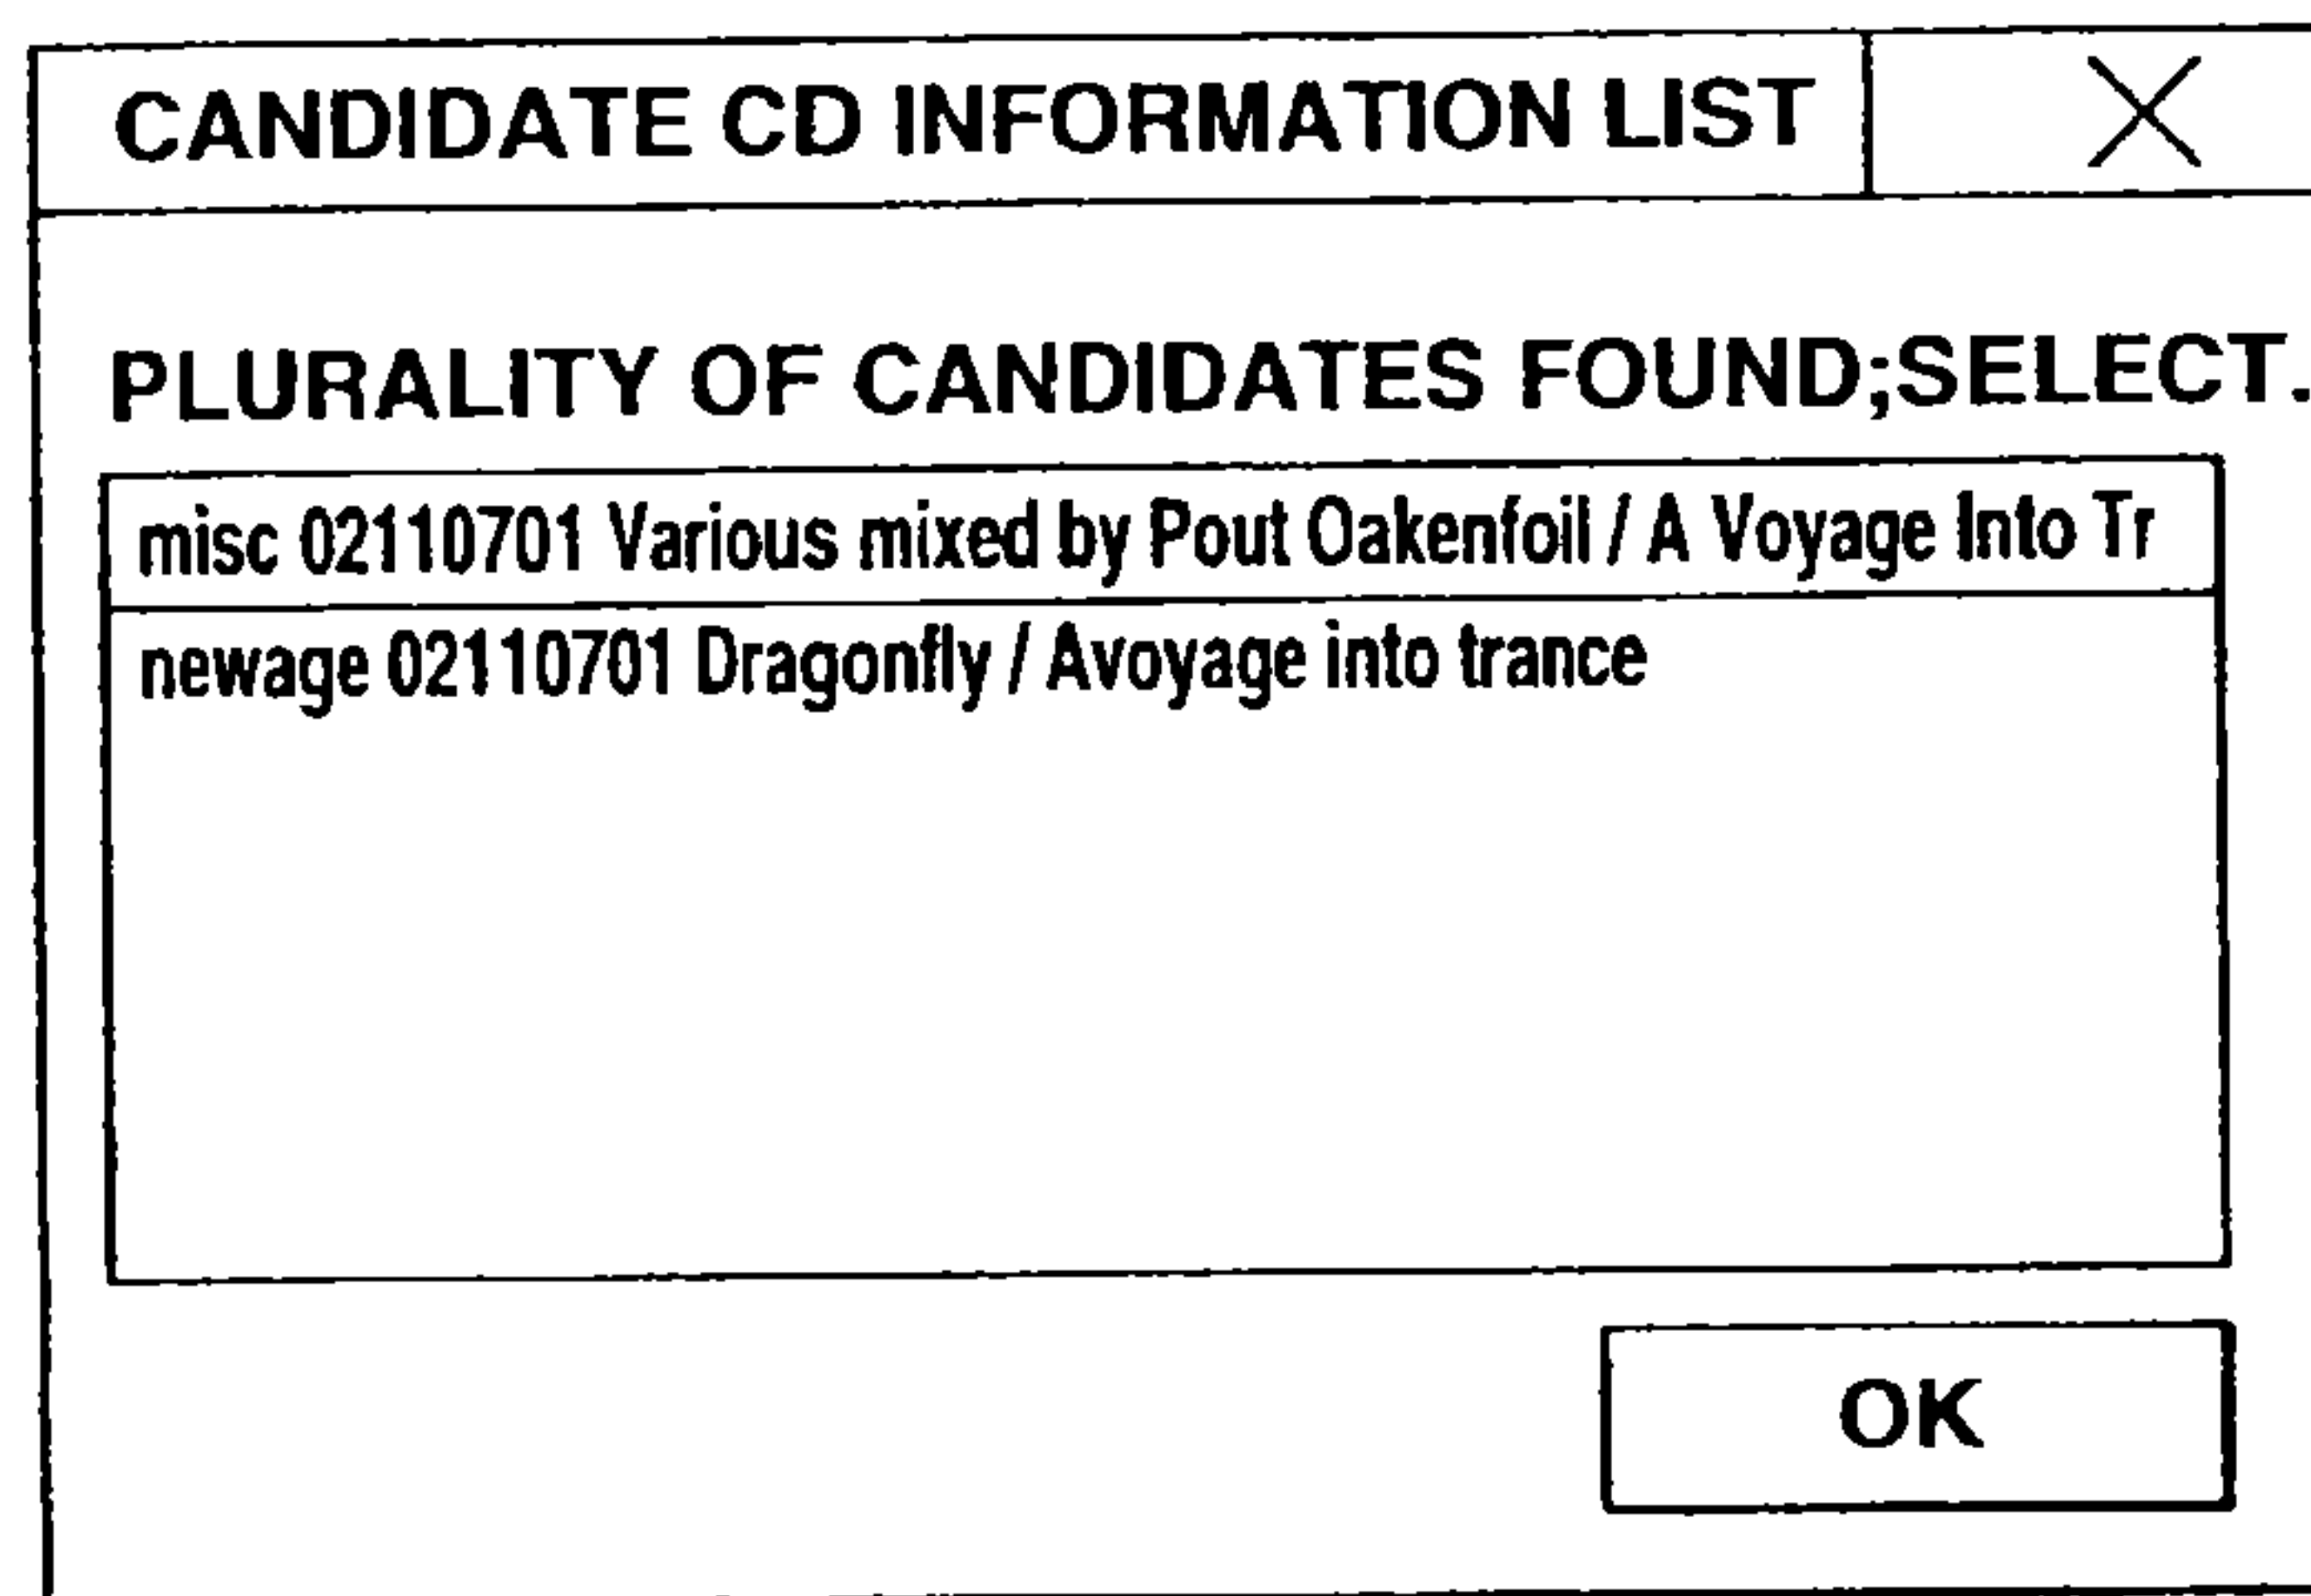 CANDIDATE CD INFORMATION LIST
PLURALITY OF CANDIDATES FOUND;SELECT.
misc 02110701 Various mixed by Pout Oakenfoil / A Voyage Into Tr
newage 02110701 Dragonfly / Avoyage into trance
OK